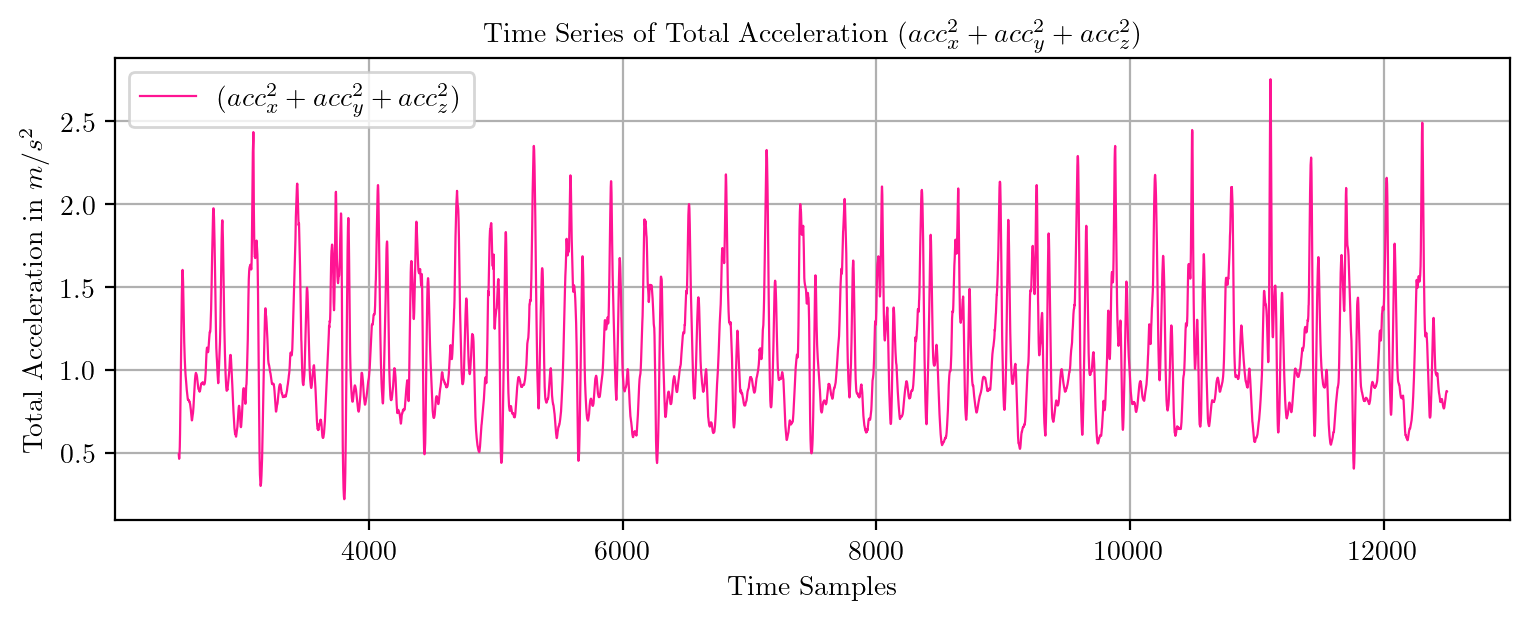 Time Series of Total Acceleration $(acc_x^2 + acc_y^2 + acc_z^2)$
$(acc_x^2 + acc_y^2 + acc_z^2)$
Total Acceleration in $m/s^2$
2.5
2.0
1.5
1.0
0.5
4000 6000 8000 10000 12000
Time Samples